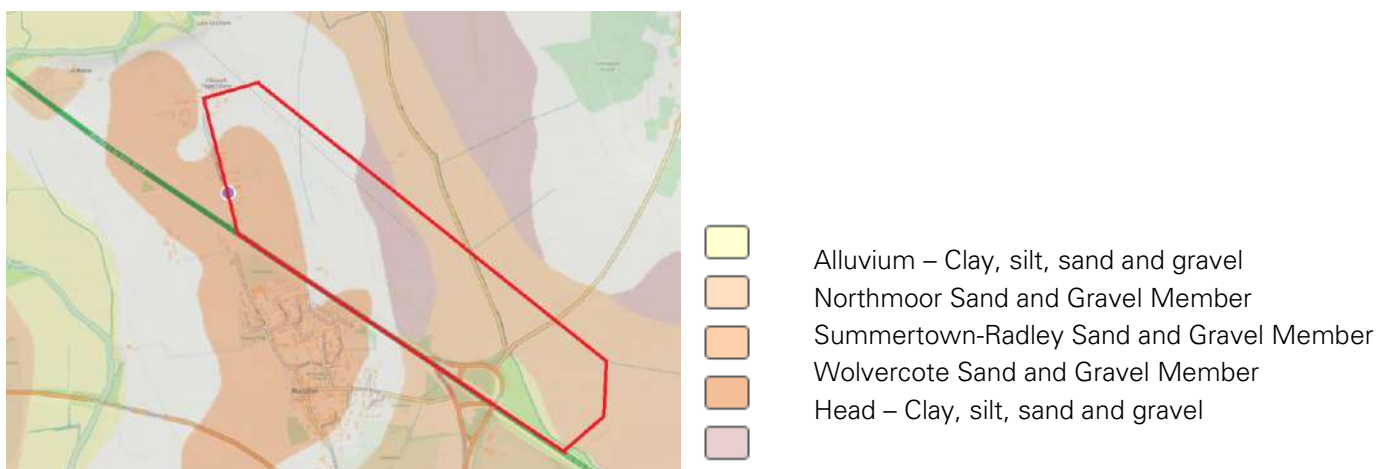 Alluvium – Clay, silt, sand and gravel
Northmoor Sand and Gravel Member
Summertown-Radley Sand and Gravel Member
Wolvercote Sand and Gravel Member
Head – Clay, silt, sand and gravel